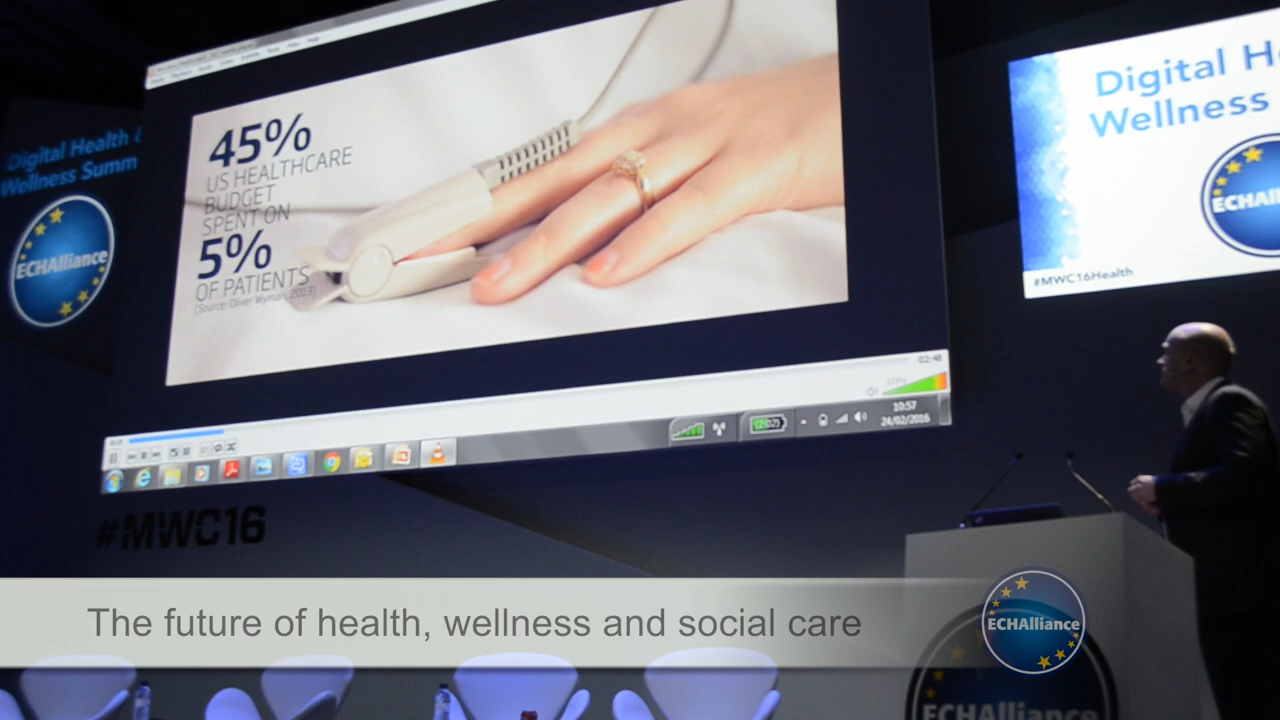 45%
US HEALTHCARE
BUDGET
SPENT ON
5%
OF PATIENTS
[Source: Oliver Wyman, 2013]
Digital Health &
Wellness Summ
ECHAlliance
Digital He
Wellness
ECHAlli
#MWC16Health
02:48
10:57
24/02/2016
#MWC16
The future of health, wellness and social care
ECHAlliance
ECHAlliance